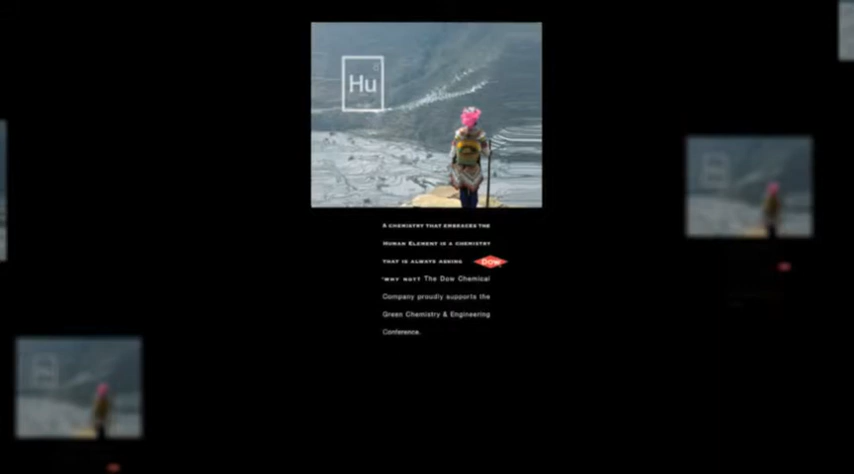 Hu
A CHEMISTRY THAT EMBRACES THE
HUMAN ELEMENT IS A CHEMISTRY
THAT IS ALWAYS ASKING
Dow
"WHY NOT? The Dow Chemical
Company proudly supports the
Green Chemistry & Engineering
Conference.